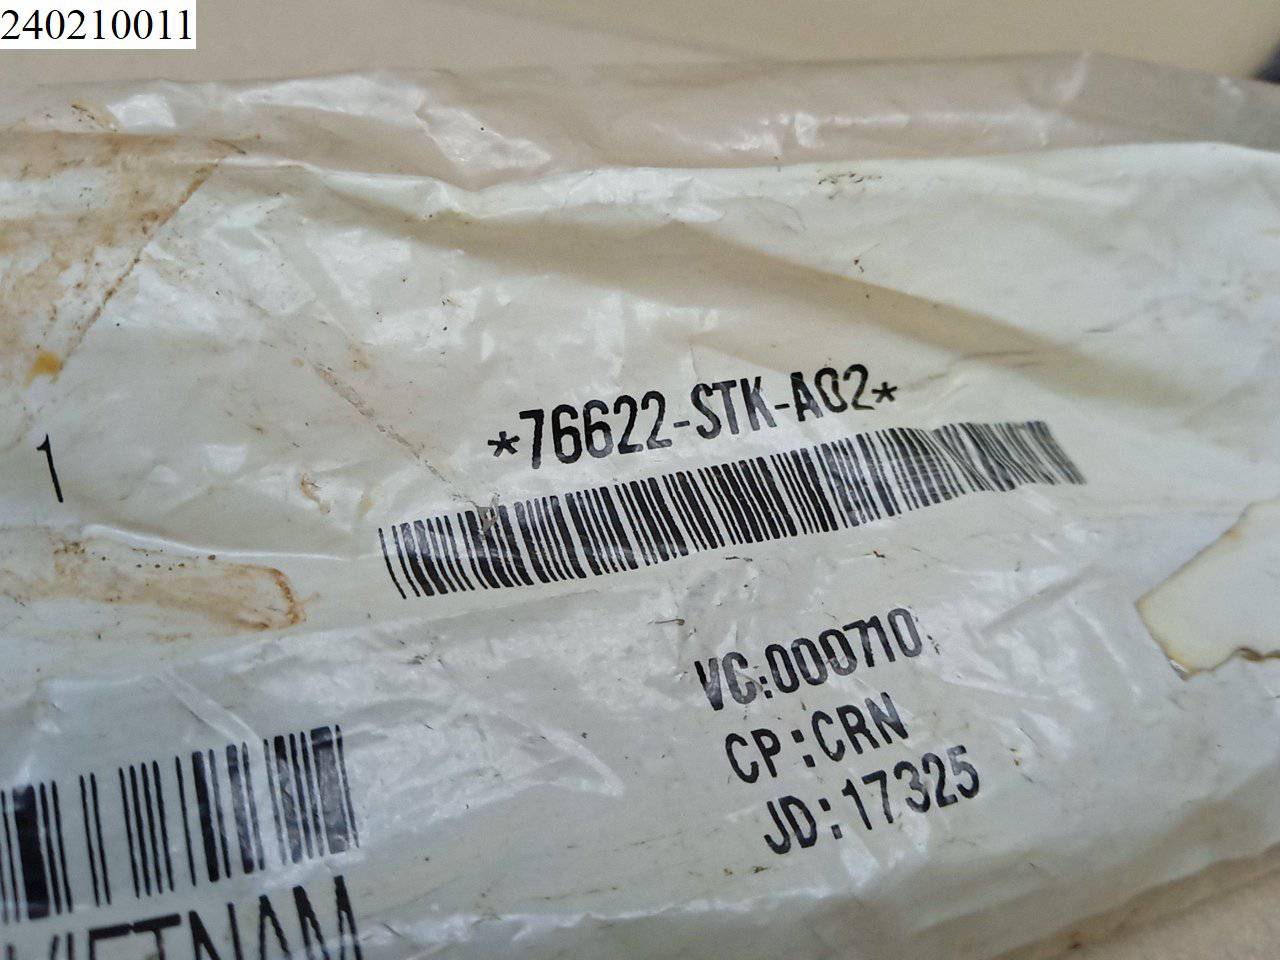 240210011
*76622-STK-A02*
1
VC:000710
CP:CRN
JD:17325
VIETNAM